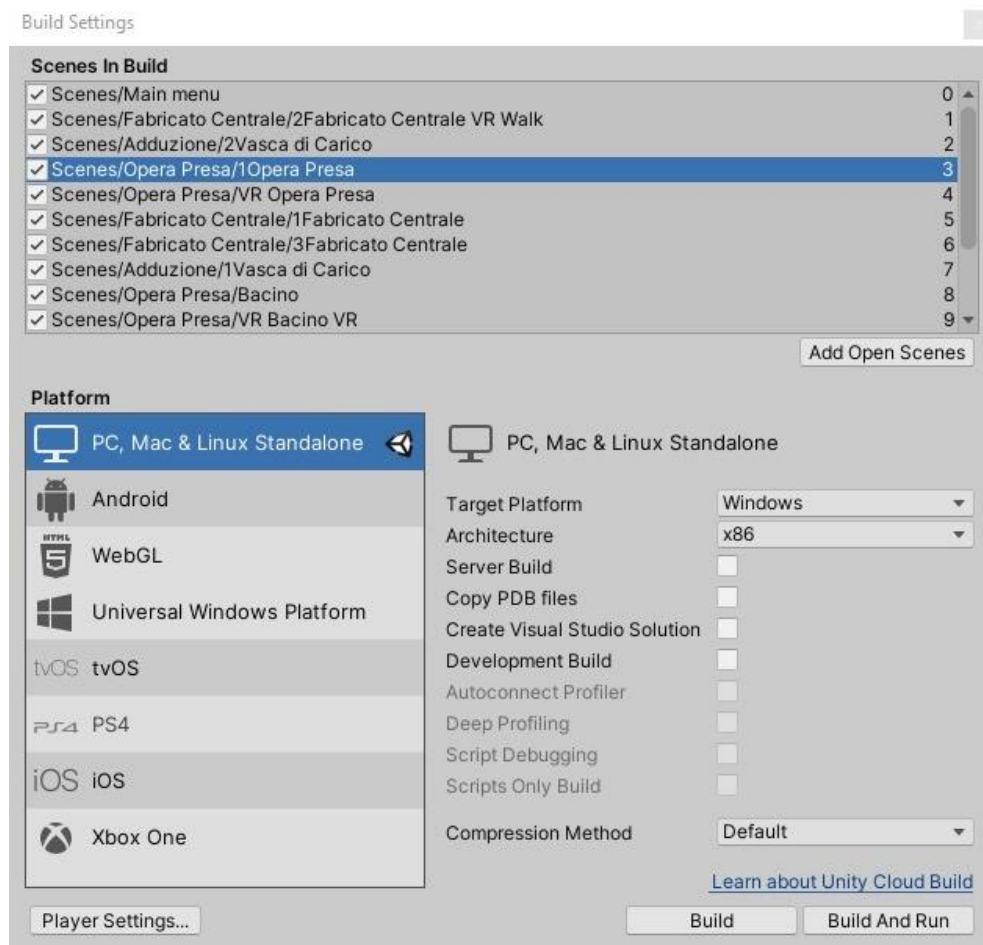 Build Settings
Scenes In Build
Scenes/Main menu 0
Scenes/Fabricato Centrale/2Fabricato Centrale VR Walk 1
Scenes/Adduzione/2Vasca di Carico 2
Scenes/Opera Presa/1Opera Presa 3
Scenes/Opera Presa/VR Opera Presa 4
Scenes/Fabricato Centrale/1Fabricato Centrale 5
Scenes/Fabricato Centrale/3Fabricato Centrale 6
Scenes/Adduzione/1Vasca di Carico 7
Scenes/Opera Presa/Bacino 8
Scenes/Opera Presa/VR Bacino VR 9
Add Open Scenes
Platform
PC, Mac & Linux Standalone
Android
HTML 5 WebGL
Universal Windows Platform
tvOS tvOS
PS4 PS4
iOS iOS
Xbox One
PC, Mac & Linux Standalone
Target Platform Windows
Architecture x86
Server Build
Copy PDB files
Create Visual Studio Solution
Development Build
Autoconnect Profiler
Deep Profiling
Script Debugging
Scripts Only Build
Compression Method Default
Learn about Unity Cloud Build
Player Settings...
Build
Build And Run